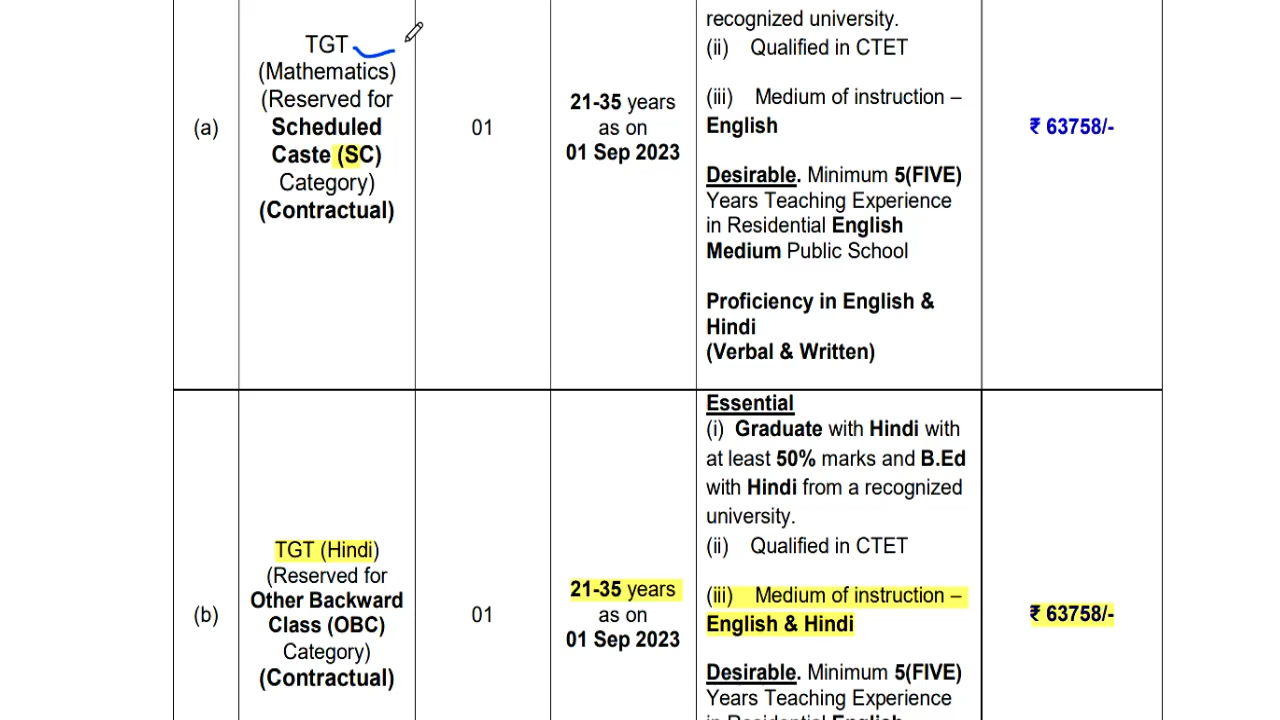 recognized university.
(ii) Qualified in CTET
TGT
(Mathematics)
(Reserved for
Scheduled
Caste (SC)
Category)
(Contractual)
(a)
01
21-35 years
as on
01 Sep 2023
(iii) Medium of instruction –
English
₹ 63758/-
Desirable. Minimum 5(FIVE)
Years Teaching Experience
in Residential English
Medium Public School
Proficiency in English &
Hindi
(Verbal & Written)
Essential
(i) Graduate with Hindi with
at least 50% marks and B.Ed
with Hindi from a recognized
university.
(ii) Qualified in CTET
TGT (Hindi)
(Reserved for
Other Backward
Class (OBC)
Category)
(Contractual)
(b)
01
21-35 years
as on
01 Sep 2023
(iii) Medium of instruction –
English & Hindi
₹ 63758/-
Desirable. Minimum 5(FIVE)
Years Teaching Experience
in Residential English